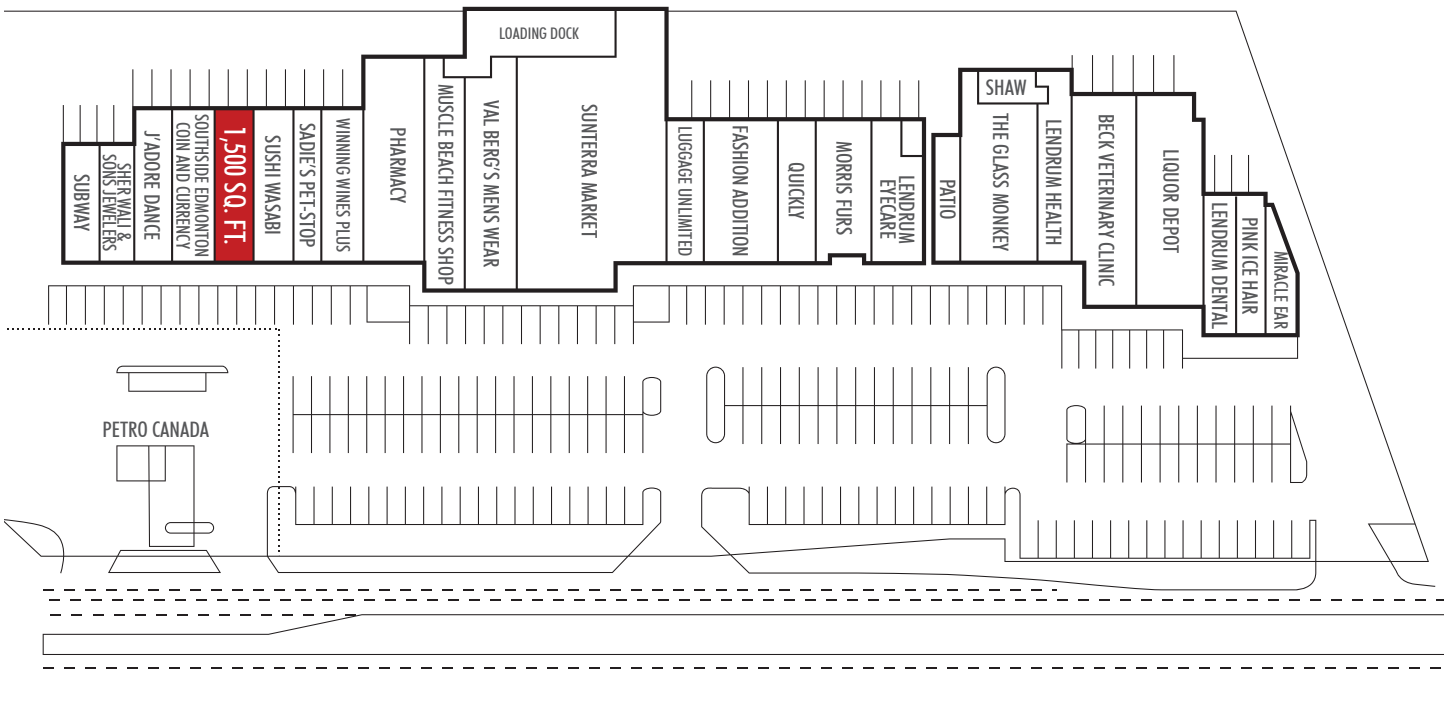 LOADING DOCK
SUBWAY
SHER WALI &
SONS JEWELERS
J'ADORE DANCE
SOUTHSIDE EDMONTON
COIN AND CURRENCY
1,500 SQ. FT.
SUSHI WASABI
SADIE'S PET-STOP
WINNING WINES PLUS
PHARMACY
MUSCLE BEACH FITNESS SHOP
VAL BERG'S MENS WEAR
SUNTERRA MARKET
LUGGAGE UNLIMITED
FASHION ADDITION
QUICKLY
MORRIS FURS
LENDRUM
EYECARE
PATIO
SHAW
THE GLASS MONKEY
LENDRUM HEALTH
BECK VETERINARY CLINIC
LIQUOR DEPOT
LENDRUM DENTAL
PINK ICE HAIR
MIRACLE EAR
PETRO CANADA